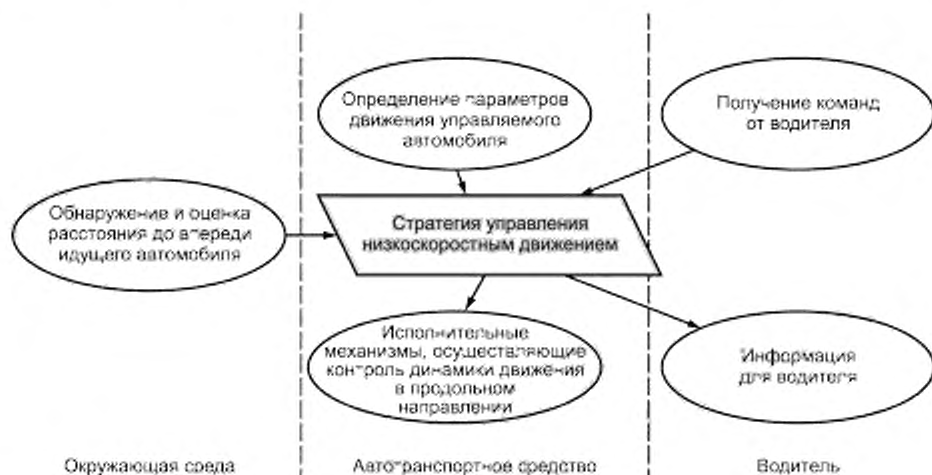 Определение параметров
движения управляемого
автомобиля
Получение команд
от водителя
Обнаружение и оценка
расстояния до впереди
идущего автомобиля
Стратегия управления
низкоскоростным движением
Исполнительные
механизмы, осуществляющие
контроль динамики движения
в продольном
направлении
Информация
для водителя
Окружающая среда
Автотранспортное средство
Водитель